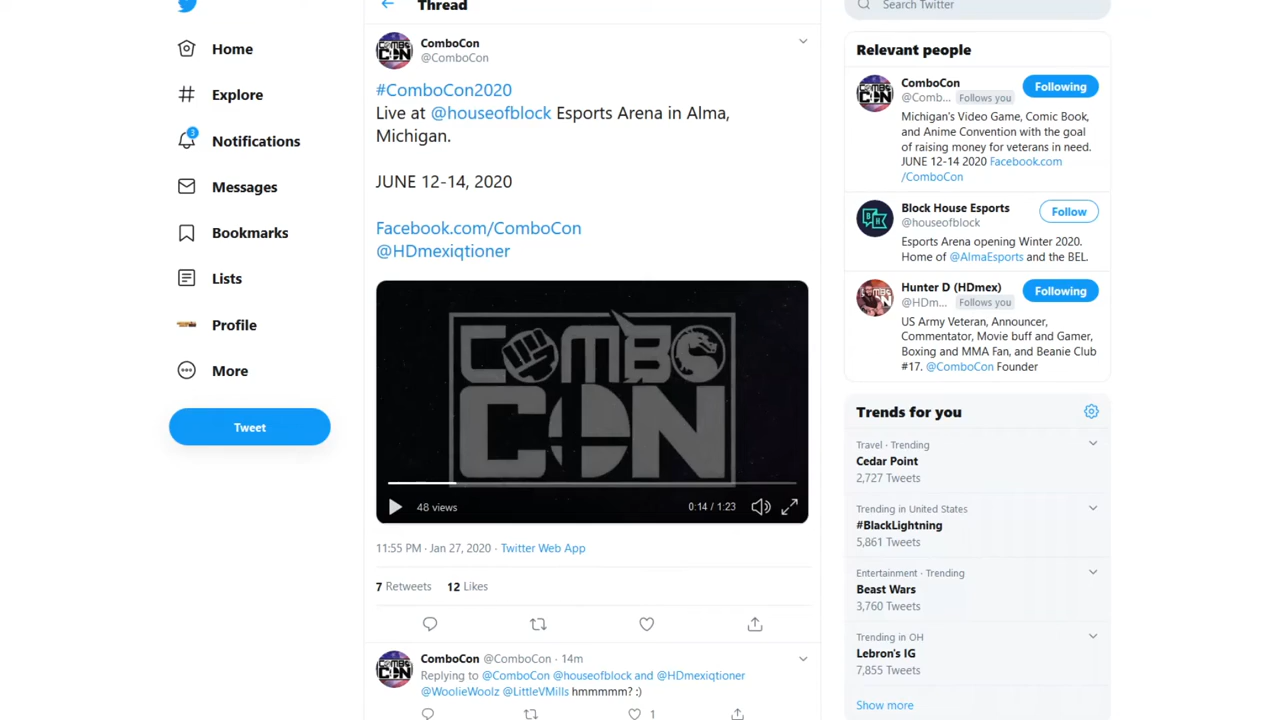 Thread
Search Twitter
Home
Explore
3
Notifications
Messages
Bookmarks
Lists
Profile
More
Tweet
ComboCon
@ComboCon
#ComboCon2020
Live at @houseofblock Esports Arena in Alma,
Michigan.
JUNE 12-14, 2020
Facebook.com/ComboCon
@HDmexiqtioner
COMBO
CON
48 views
0:14 / 1:23
11:55 PM · Jan 27, 2020 · Twitter Web App
7 Retweets 12 Likes
ComboCon @ComboCon · 14m
Replying to @ComboCon @houseofblock and @HDmexiqtioner
@WoolieWoolz @LittleVMills hmmmmm? :)
1
Relevant people
ComboCon
@Comb... Follows you
Following
Michigan's Video Game, Comic Book,
and Anime Convention with the goal
of raising money for veterans in need.
JUNE 12-14 2020 Facebook.com
/ComboCon
Block House Esports
@houseofblock
Follow
Esports Arena opening Winter 2020.
Home of @AlmaEsports and the BEL.
Hunter D (HDmex)
@HDm... Follows you
Following
US Army Veteran, Announcer,
Commentator, Movie buff and Gamer,
Boxing and MMA Fan, and Beanie Club
#17. @ComboCon Founder
Trends for you
Travel · Trending
Cedar Point
2,727 Tweets
Trending in United States
#BlackLightning
5,861 Tweets
Entertainment · Trending
Beast Wars
3,760 Tweets
Trending in OH
Lebron's IG
7,855 Tweets
Show more